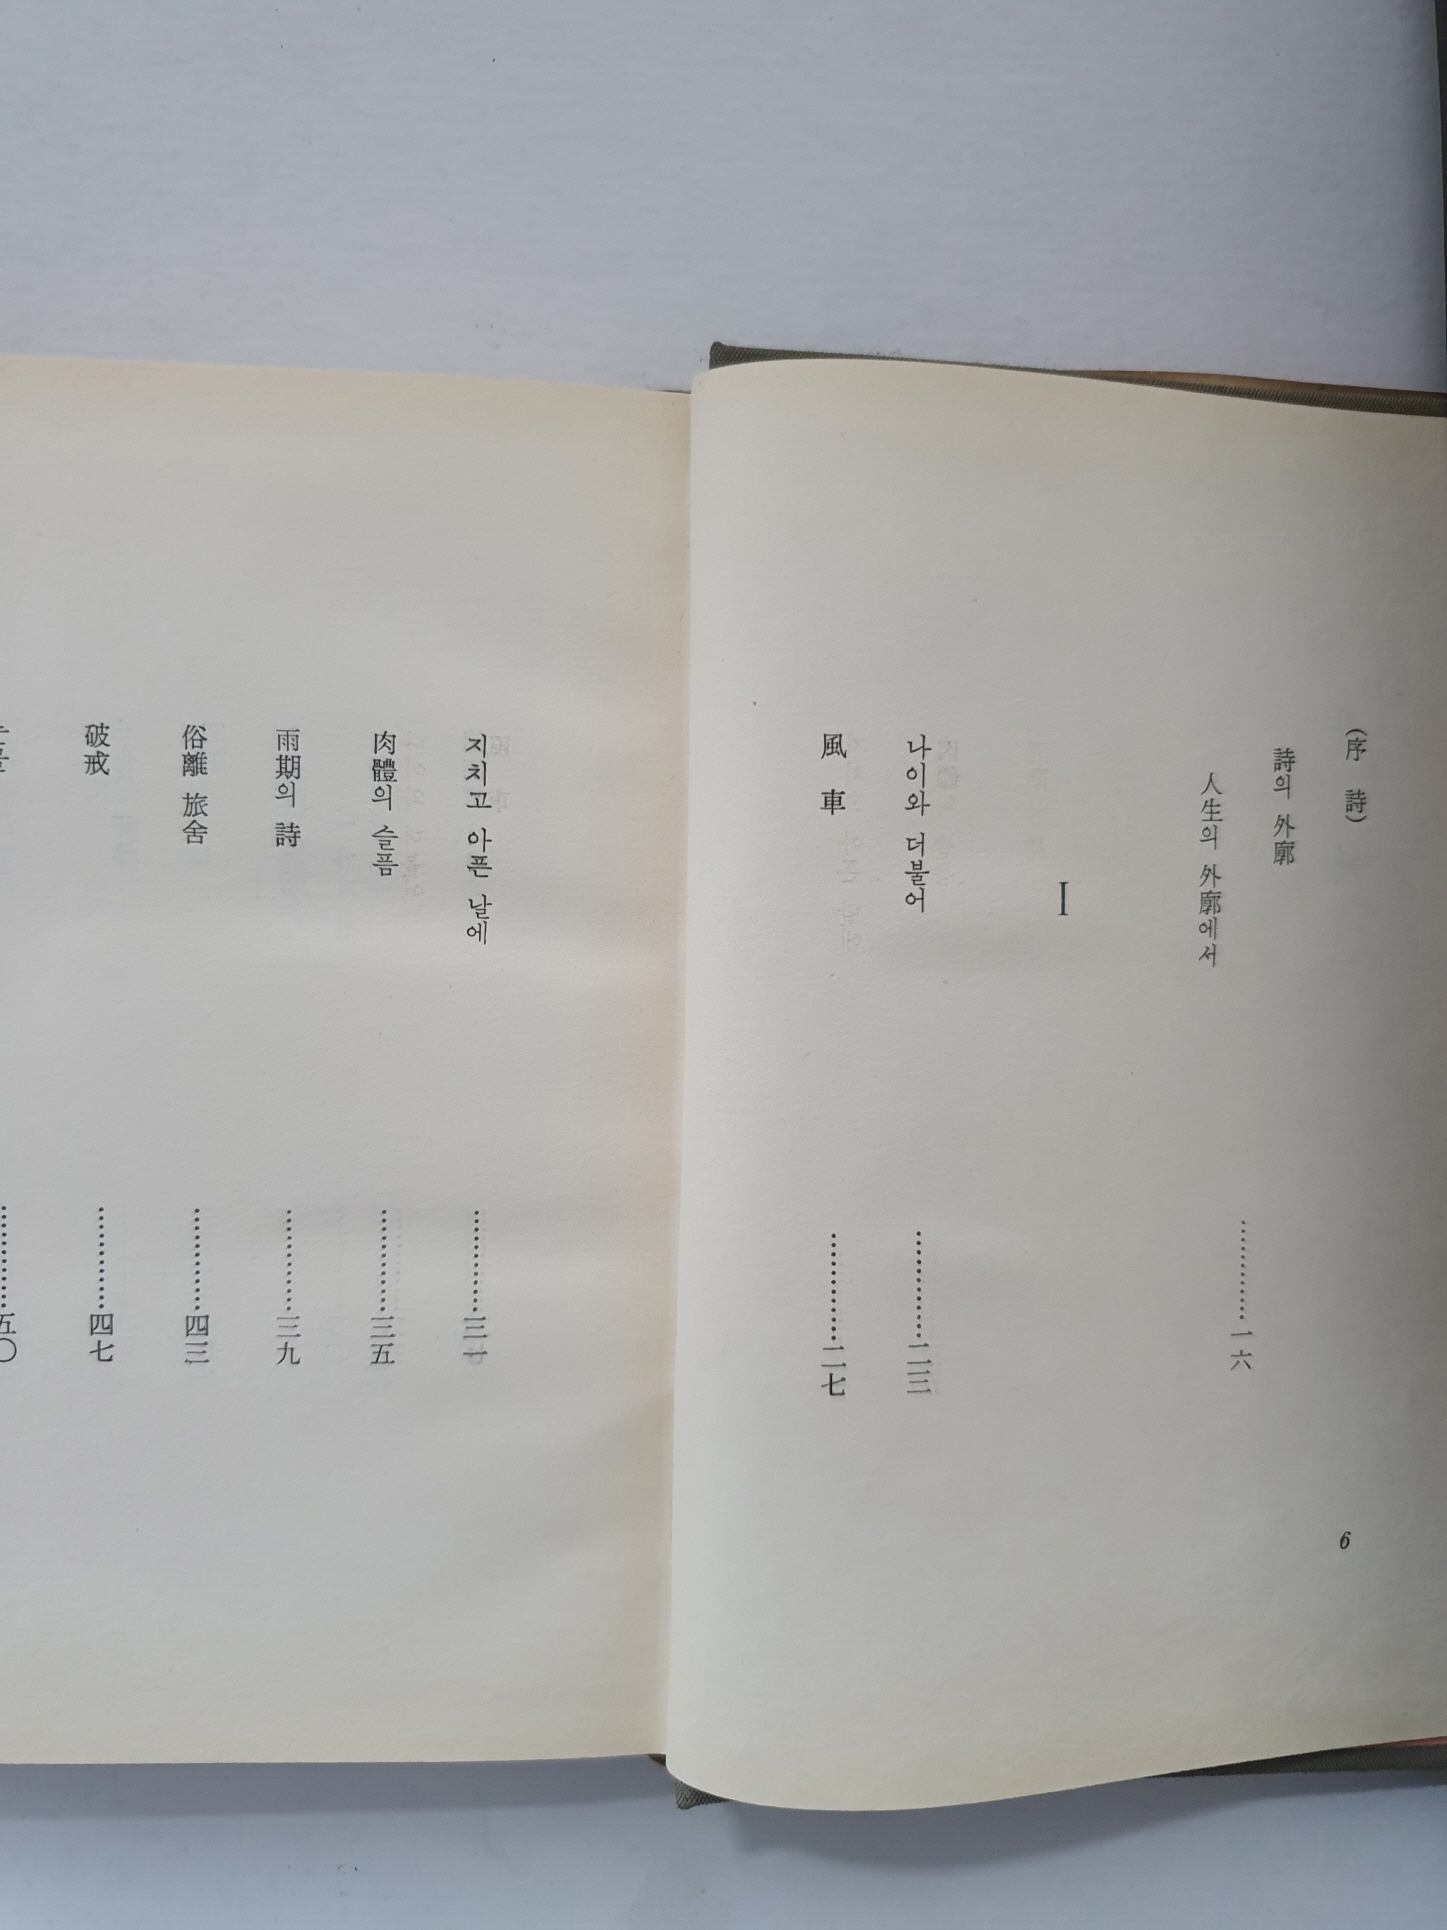 (序 詩)
詩의 外廓
人生의 外廓에서
…………一六
I
나이와 더불어…………二三
風 車…………二七
6
지치고 아픈 날에…………三一
肉體의 슬픔…………三五
雨期의 詩…………三九
俗離 旅舍…………四三
破戒…………四七
…………五〇